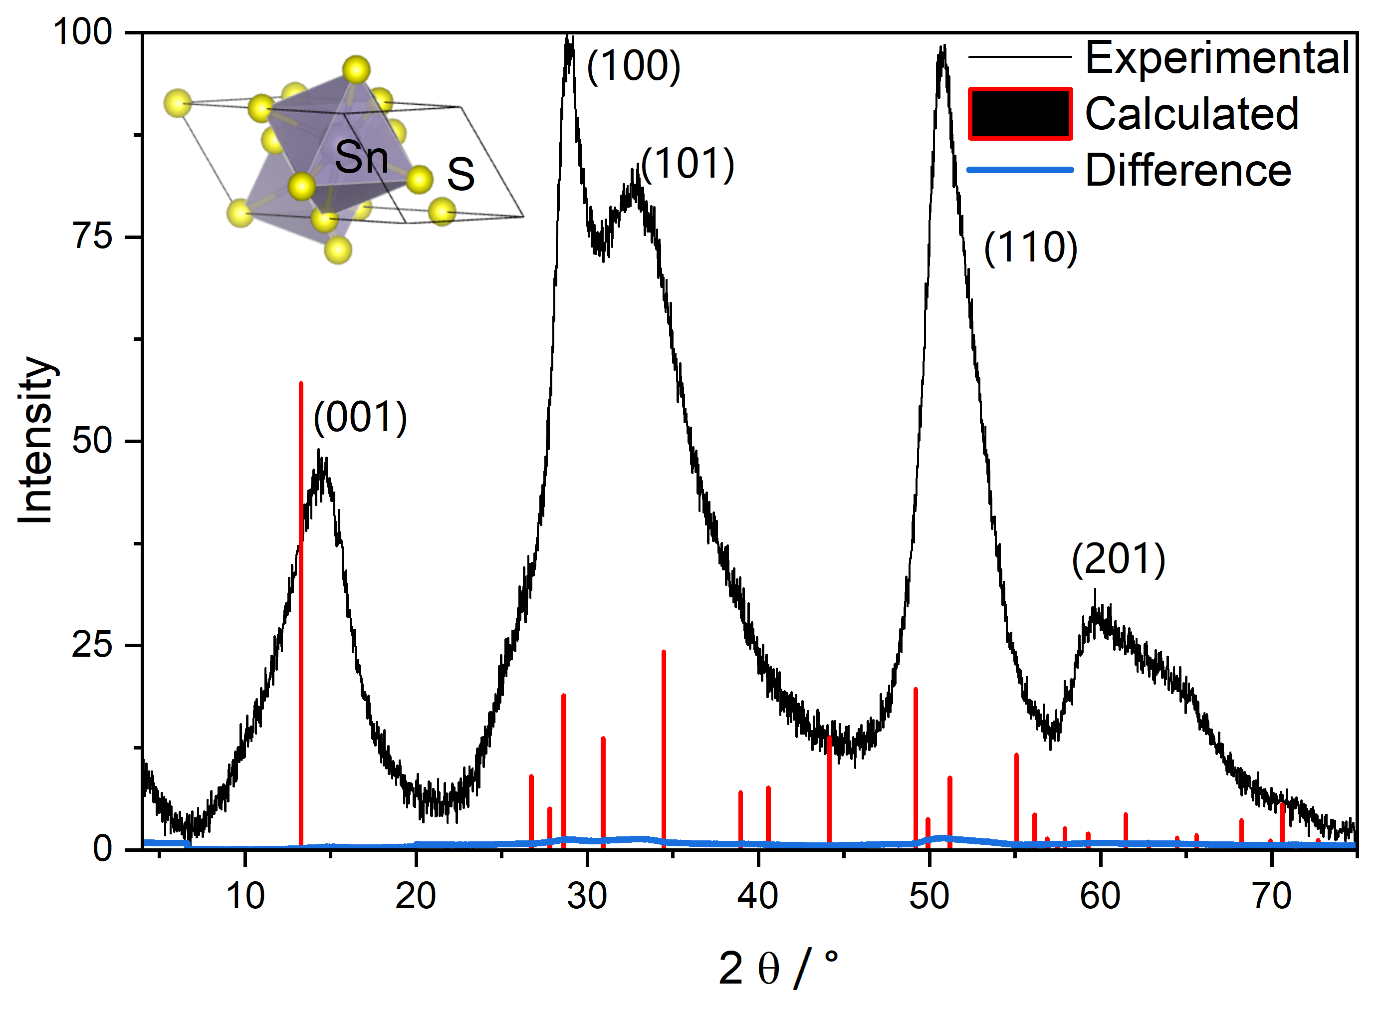 100
75
50
25
0
10
20
30
40
50
60
70
Intensity
2 θ / °
Experimental
Calculated
Difference
Sn
S
(001)
(100)
(101)
(110)
(201)